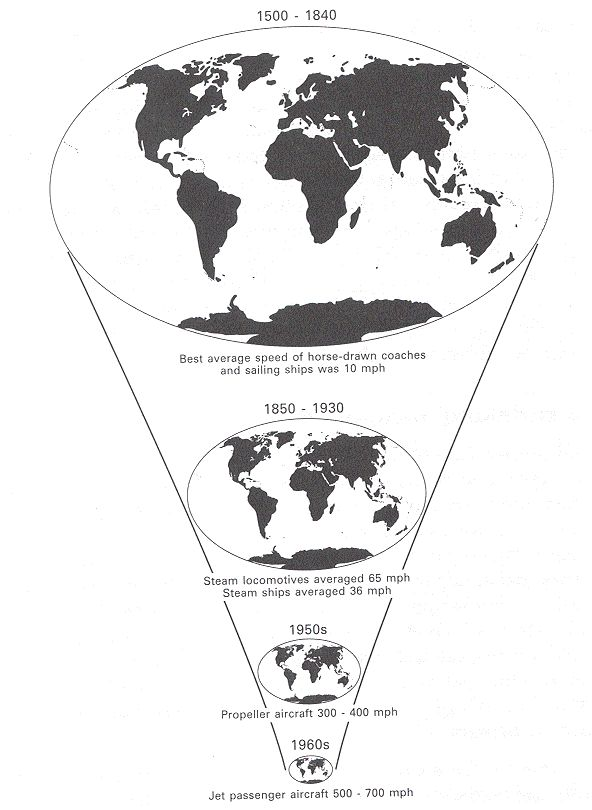 1500 - 1840
Best average speed of horse-drawn coaches
and sailing ships was 10 mph
1850 - 1930
Steam locomotives averaged 65 mph
Steam ships averaged 36 mph
1950s
Propeller aircraft 300 - 400 mph
1960s
Jet passenger aircraft 500 - 700 mph